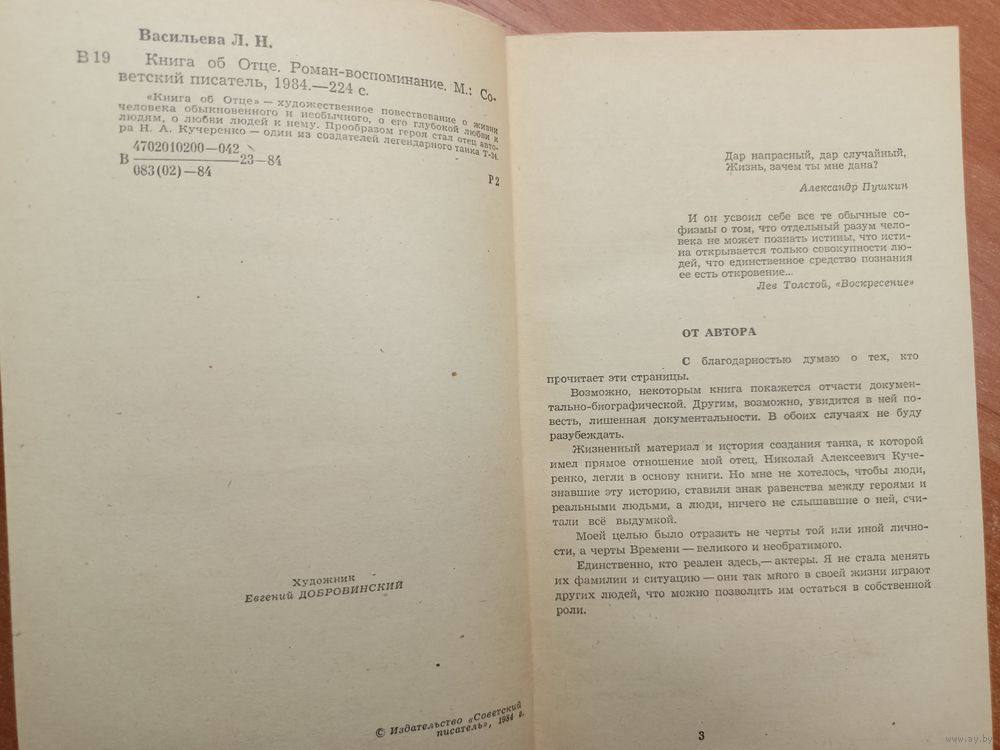 Васильева Л. Н.
В 19 Книга об Отце. Роман-воспоминание. М.: Со-
ветский писатель, 1984.—224 с.
«Книга об Отце» — художественное повествование о жизни
человека обыкновенного и необычного, о его глубокой любви к
людям, о любви людей к нему. Прообразом героя стал отец авто-
ра Н. А. Кучеренко — один из создателей легендарного танка Т-34.
4702010200—042
В 23—84
083(02)—84
Р2
Художник
Евгений ДОБРОВИНСКИЙ
© Издательство «Советский
писатель», 1984 г.
Дар напрасный, дар случайный,
Жизнь, зачем ты мне дана?
Александр Пушкин
И он усвоил себе все те обычные со-
физмы о том, что отдельный разум чело-
века не может познать истины, что исти-
на открывается только совокупности лю-
дей, что единственное средство познания
ее есть откровение...
Лев Толстой, «Воскресение»
ОТ АВТОРА
С благодарностью думаю о тех, кто
прочитает эти страницы.
Возможно, некоторым книга покажется отчасти докумен-
тально-биографической. Другим, возможно, увидится в ней по-
весть, лишенная документальности. В обоих случаях не буду
разубеждать.
Жизненный материал и история создания танка, к которой
имел прямое отношение мой отец, Николай Алексеевич Куче-
ренко, легли в основу книги. Но мне не хотелось, чтобы люди,
знавшие эту историю, ставили знак равенства между героями и
реальными людьми, а люди, ничего не слышавшие о ней, счи-
тали всё выдумкой.
Моей целью было отразить не черты той или иной лично-
сти, а черты Времени — великого и необратимого.
Единственно, кто реален здесь,— актеры. Я не стала менять
их фамилии и ситуацию — они так много в своей жизни играют
других людей, что можно позволить им остаться в собственной
роли.
3
www.ay.by